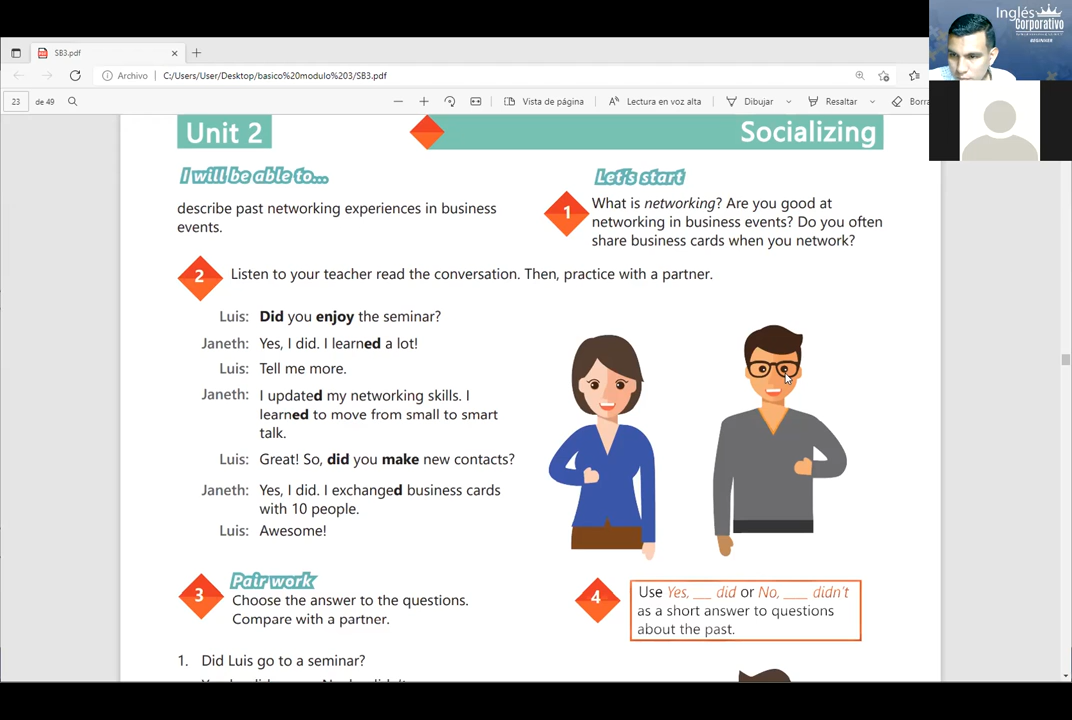 SB3.pdf
Archivo C:/Users/User/Desktop/basico%20modulo%203/SB3.pdf
23 de 49 Vista de página Lectura en voz alta Dibujar Resaltar Borra
Inglés
Corporativo
BEGINNER
Unit 2
Socializing
I will be able to...
describe past networking experiences in business
events.
Let's start
1
What is networking? Are you good at
networking in business events? Do you often
share business cards when you network?
2
Listen to your teacher read the conversation. Then, practice with a partner.
Luis: Did you enjoy the seminar?
Janeth: Yes, I did. I learned a lot!
Luis: Tell me more.
Janeth: I updated my networking skills. I
learned to move from small to smart
talk.
Luis: Great! So, did you make new contacts?
Janeth: Yes, I did. I exchanged business cards
with 10 people.
Luis: Awesome!
3
Pair work
Choose the answer to the questions.
Compare with a partner.
4
Use Yes, __ did or No, ___ didn't
as a short answer to questions
about the past.
1. Did Luis go to a seminar?